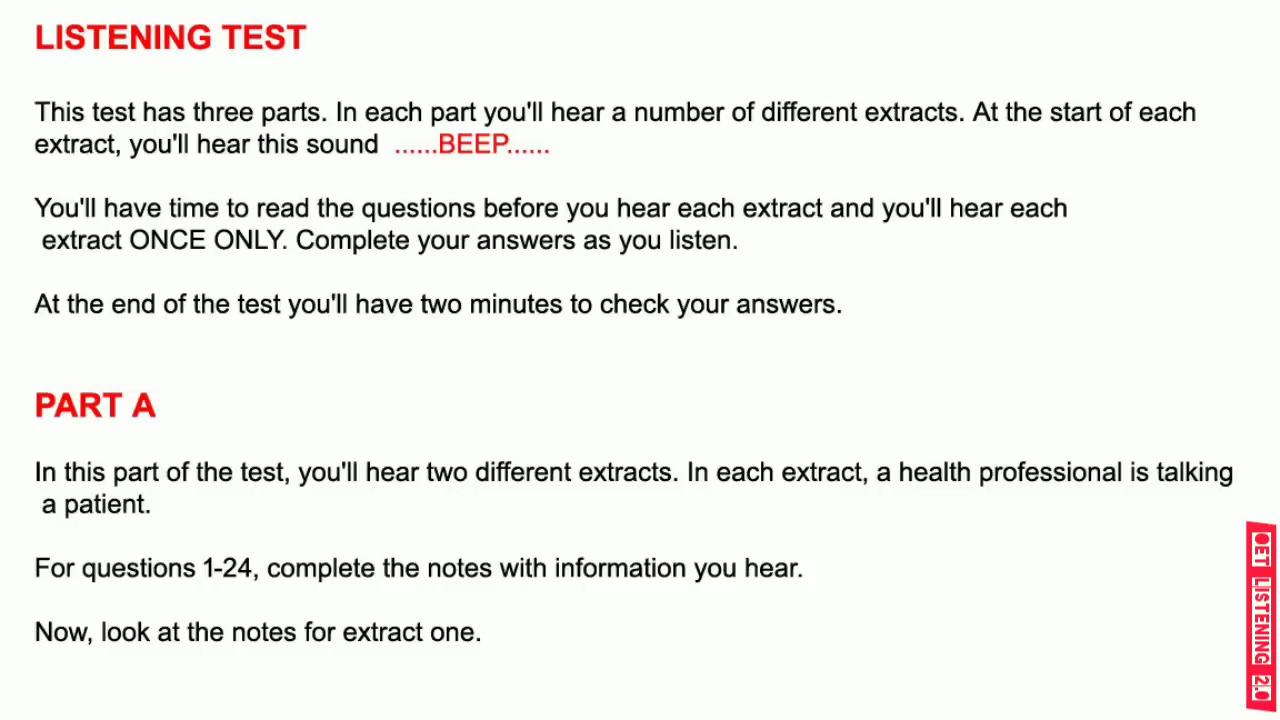 LISTENING TEST
This test has three parts. In each part you'll hear a number of different extracts. At the start of each
extract, you'll hear this sound ......BEEP......
You'll have time to read the questions before you hear each extract and you'll hear each
extract ONCE ONLY. Complete your answers as you listen.
At the end of the test you'll have two minutes to check your answers.
PART A
In this part of the test, you'll hear two different extracts. In each extract, a health professional is talking
a patient.
For questions 1-24, complete the notes with information you hear.
Now, look at the notes for extract one.
OET LISTENING 2.0